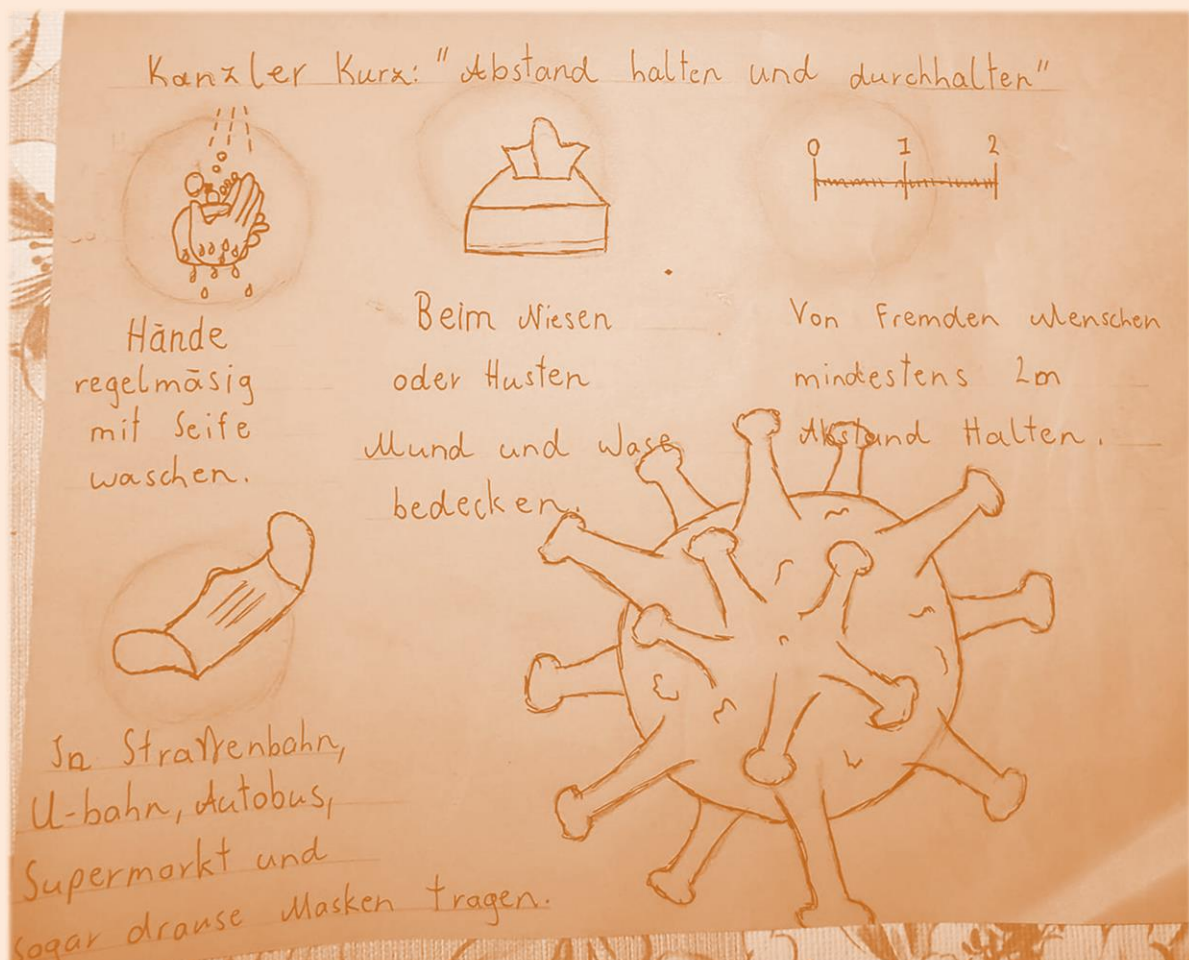 Kanzler Kurz: "Abstand halten und durchhalten"
0 1 2
Hände
regelmäsig
mit Seife
waschen.
Beim Niesen
oder Husten
Mund und Nase
bedecken.
Von Fremden Menschen
mindestens 2m
Abstand Halten.
In Straßenbahn,
U-bahn, Autobus,
Supermarkt und
sogar drause Masken tragen.